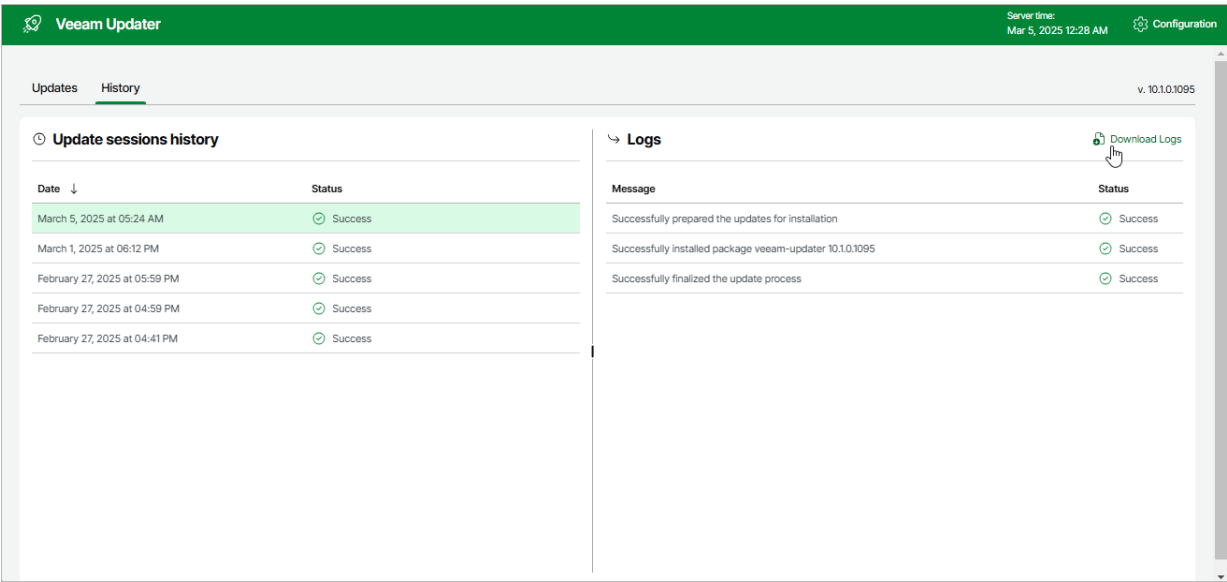 Veeam Updater
Server time:
Mar 5, 2025 12:28 AM
Configuration
Updates History
v. 10.1.0.1095
Update sessions history
Date ↓ Status
March 5, 2025 at 05:24 AM Success
March 1, 2025 at 06:12 PM Success
February 27, 2025 at 05:59 PM Success
February 27, 2025 at 04:59 PM Success
February 27, 2025 at 04:41 PM Success
Logs
Download Logs
Message Status
Successfully prepared the updates for installation Success
Successfully installed package veeam-updater 10.1.0.1095 Success
Successfully finalized the update process Success